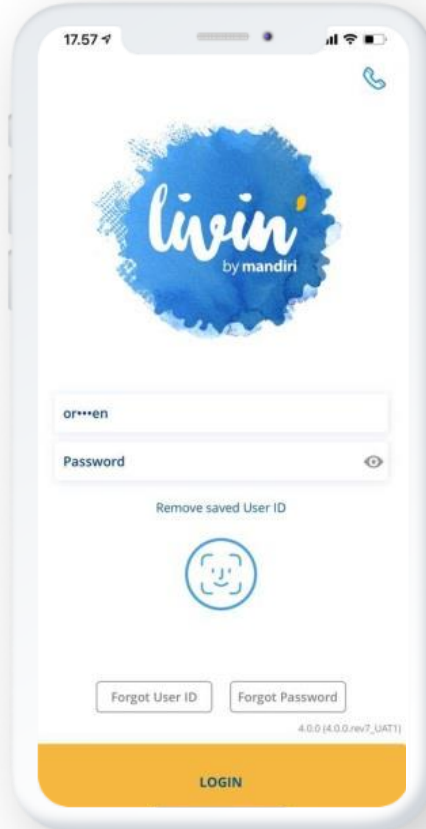 17.57
livin'
by mandiri
or•••en
Password
Remove saved User ID
Forgot User ID
Forgot Password
4.0.0 (4.0.0.rev7_UAT1)
LOGIN